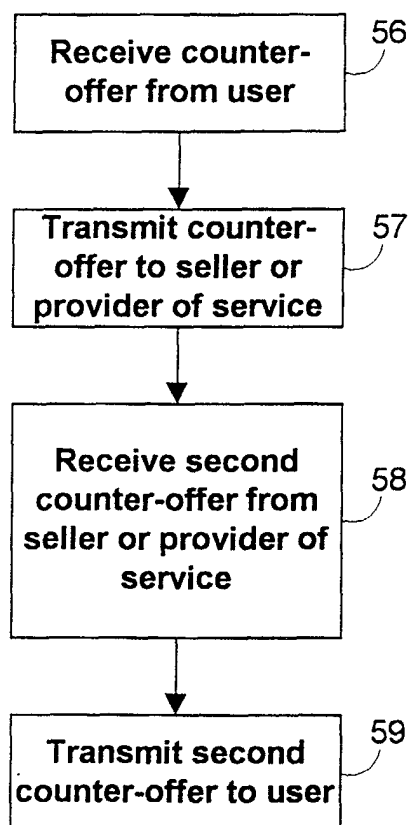 Receive counter-
offer from user
56
Transmit counter-
offer to seller or
provider of service
57
Receive second
counter-offer from
seller or provider of
service
58
Transmit second
counter-offer to user
59